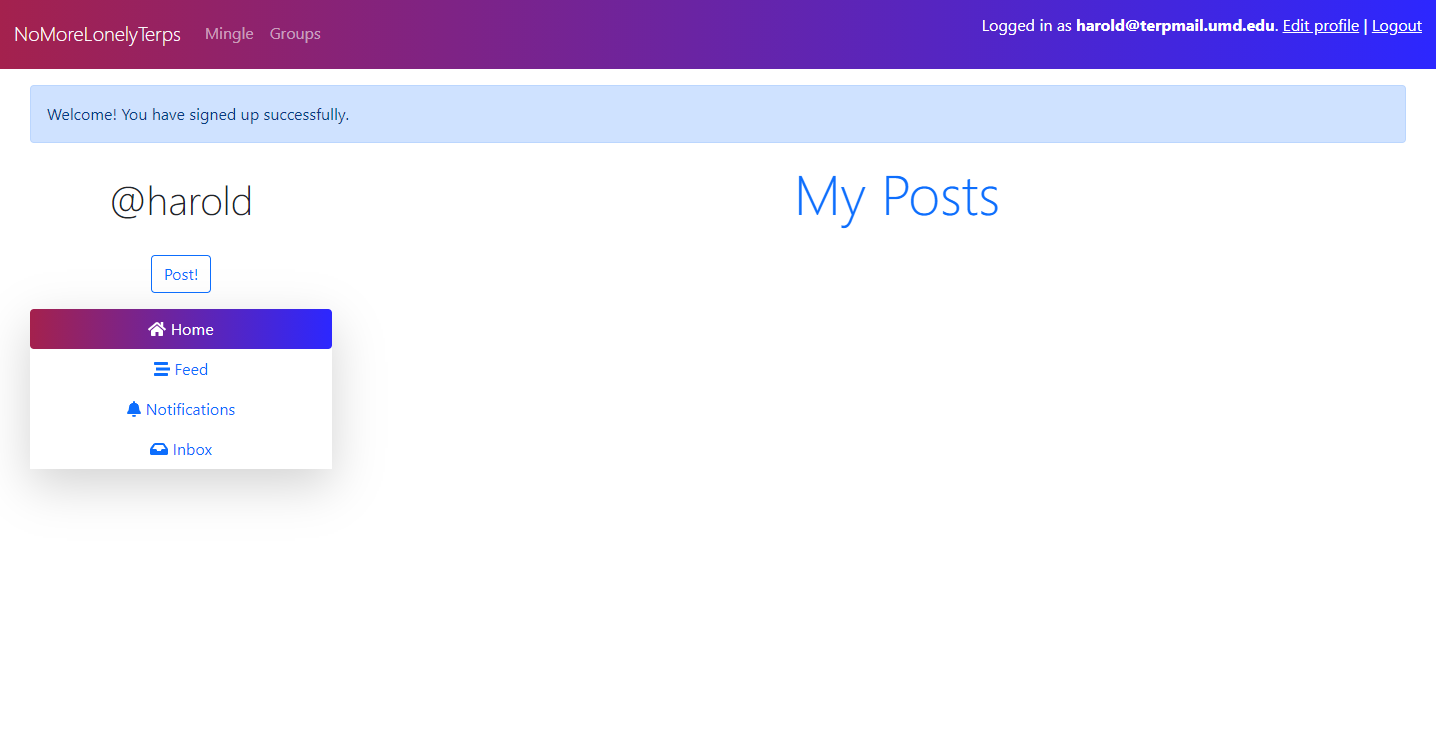 NoMoreLonelyTerps Mingle Groups Logged in as harold@terpmail.umd.edu. Edit profile | Logout
Welcome! You have signed up successfully.
@harold
My Posts
Post!
Home
Feed
Notifications
Inbox